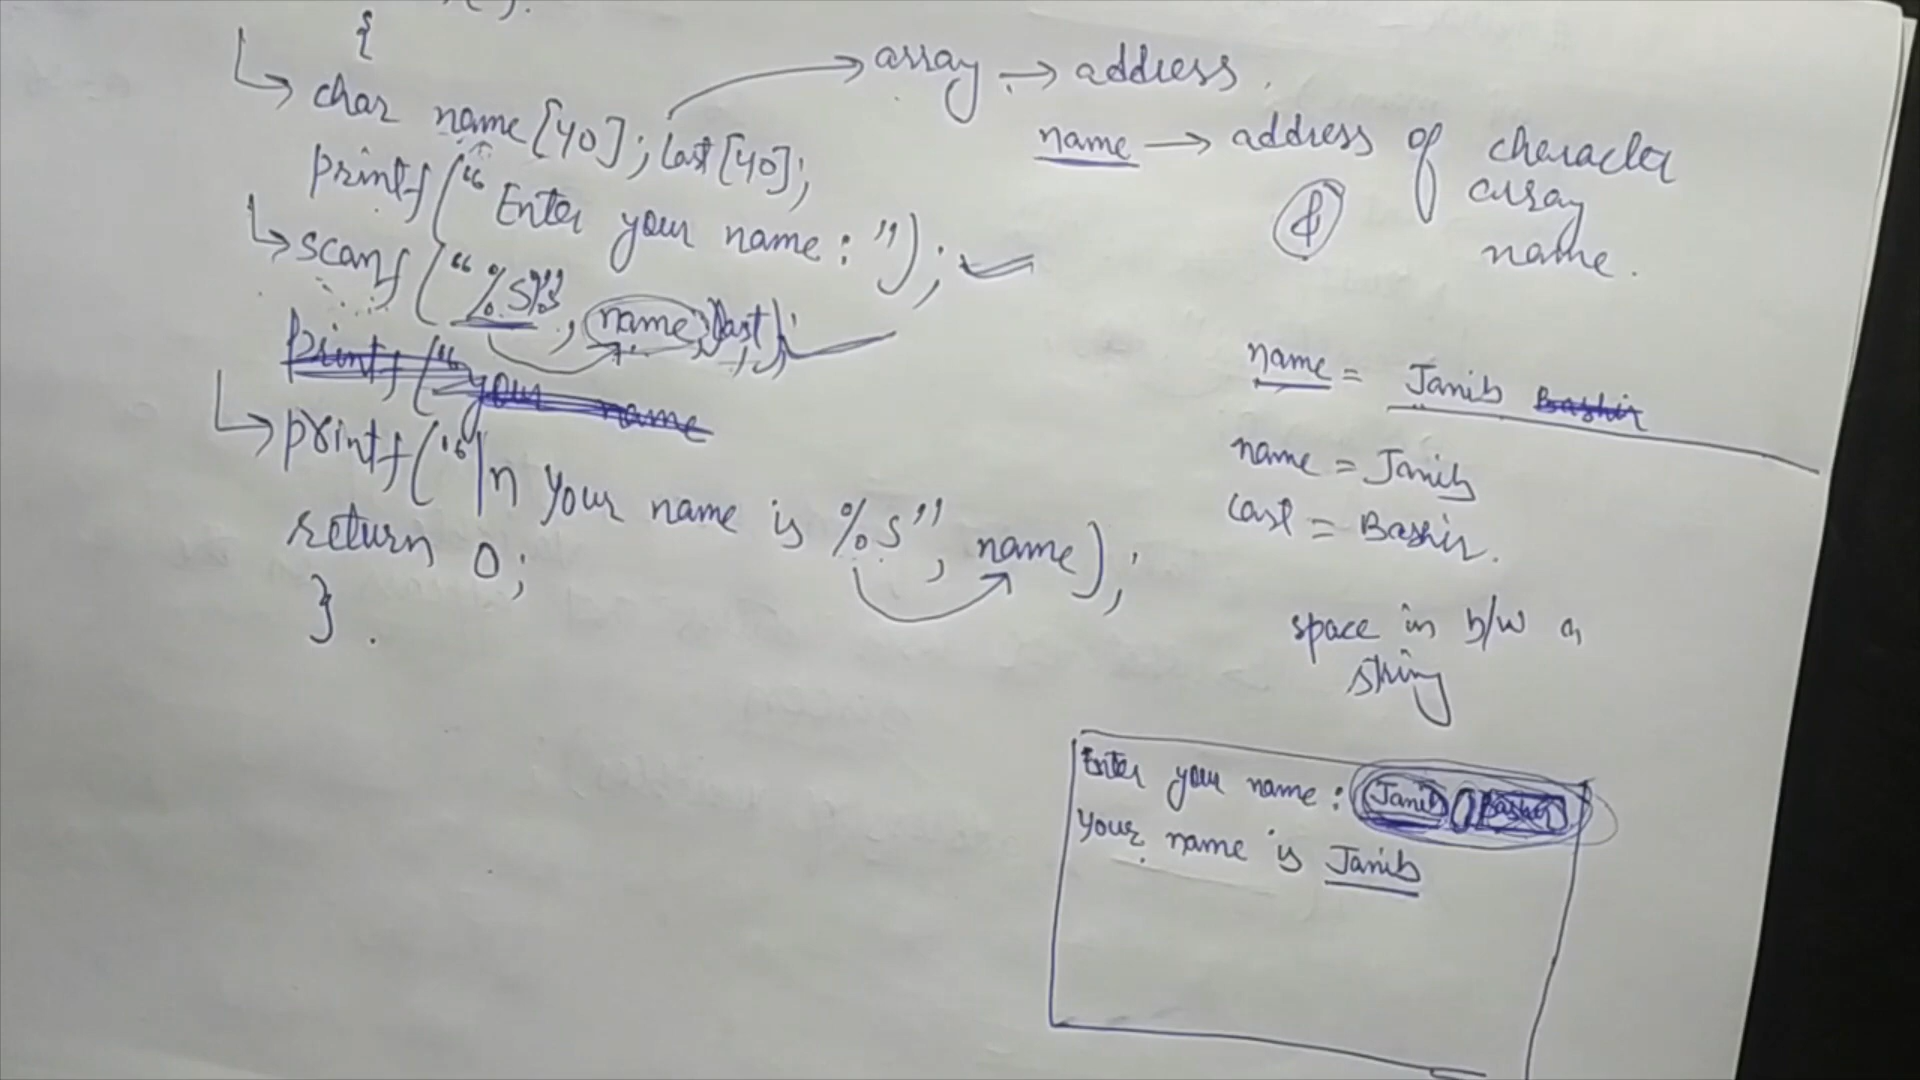 {
char name[40]; last[40];
printf("Enter your name:");
scanf("%s%s", name, last);
printf("your name
printf("\n Your name is %s", name);
return 0;
}.
array → address.
name → address of character
array
name.
&
name = Janib Bashir
name = Janib
Last = Bashir.
space in b/w a
string
Enter your name: Janib Bashir
Your name is Janib